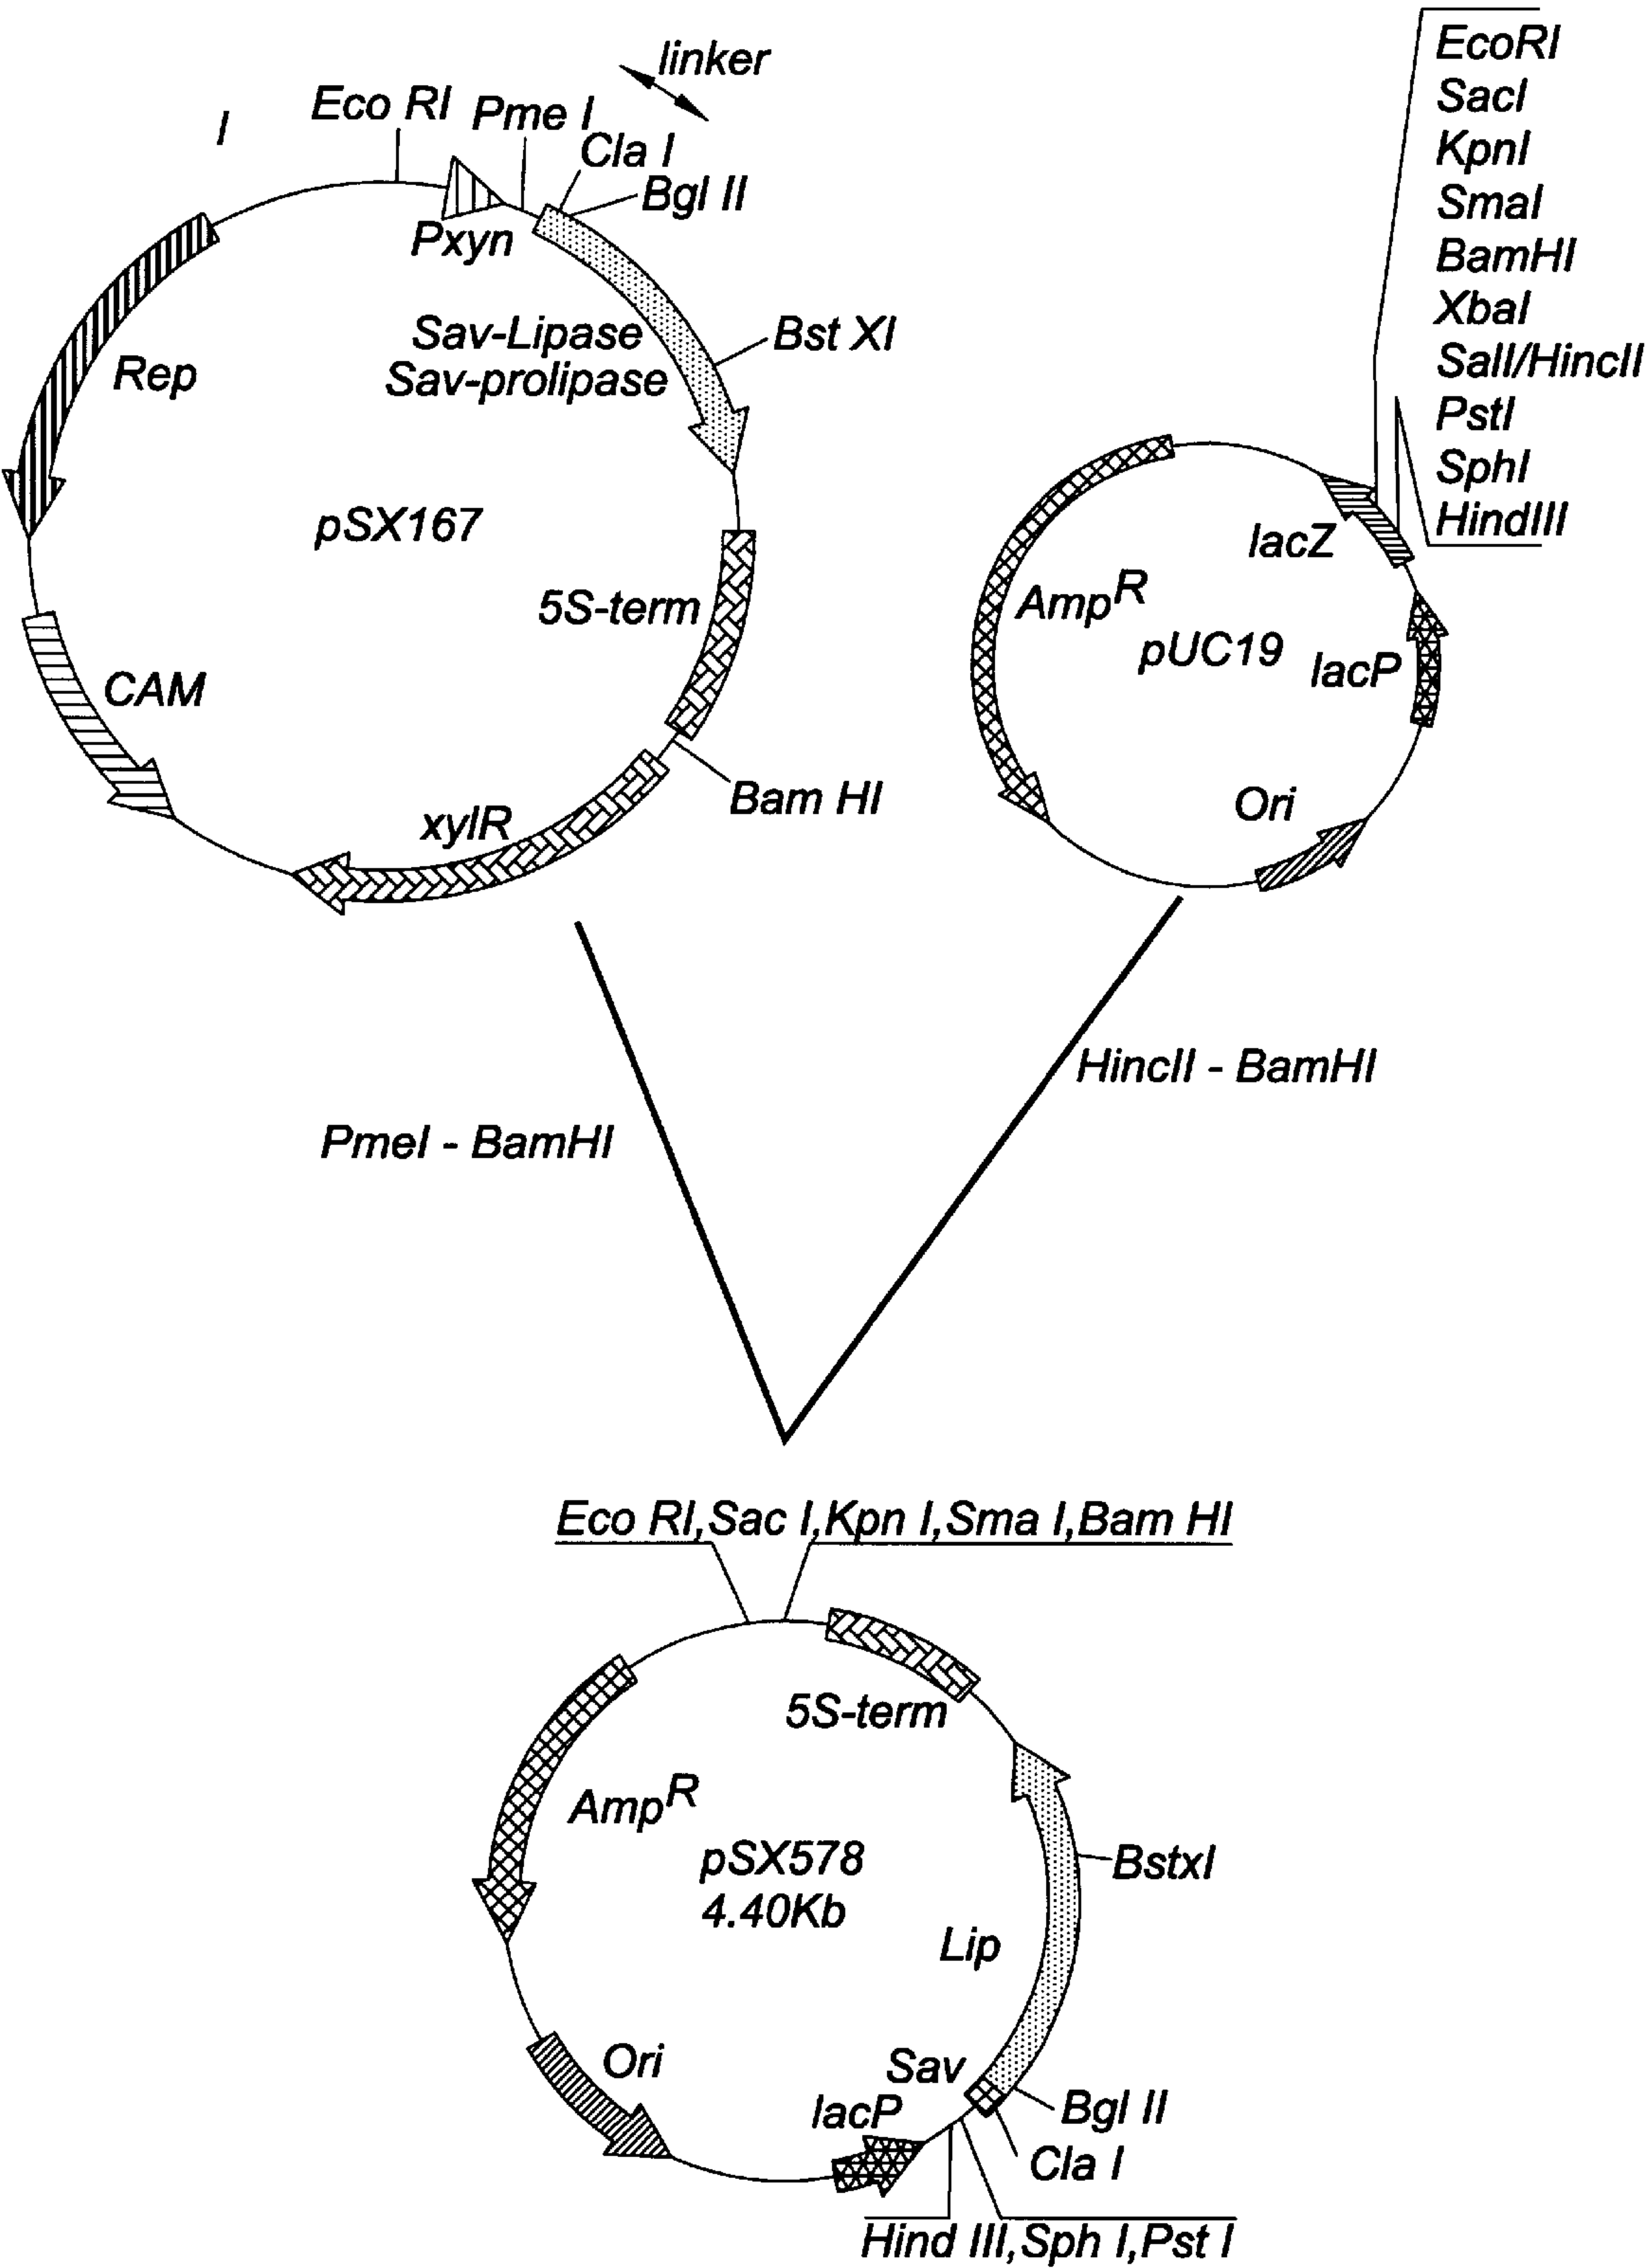 linker
I
Eco RI
Pme I
Cla I
Bgl II
Pxyn
Sav-Lipase
Sav-prolipase
Bst XI
Rep
pSX167
5S-term
CAM
xylR
Bam HI
EcoRI
SacI
KpnI
SmaI
BamHI
XbaI
SalI/HincII
PstI
SphI
HindIII
lacZ
Amp^R
pUC19
lacP
Ori
HincII - BamHI
PmeI - BamHI
Eco RI,Sac I,Kpn I,Sma I,Bam HI
5S-term
Amp^R
pSX578
4.40Kb
BstxI
Lip
Ori
Sav
lacP
Bgl II
Cla I
Hind III,Sph I,Pst I